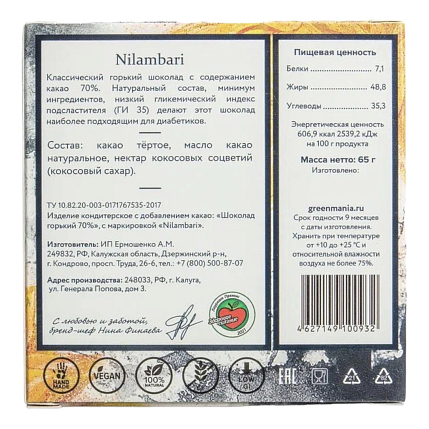 Nilambari
Классический горький шоколад с содержанием
какао 70%. Натуральный состав, минимум
ингредиентов, низкий гликемический индекс
подсластителя (ГИ 35) делают этот шоколад
наиболее подходящим для диабетиков.
Состав: какао тёртое, масло какао
натуральное, нектар кокосовых соцветий
(кокосовый сахар).
ТУ 10.82.20-003-0171767535-2017
Изделие кондитерское с добавлением какао: «Шоколад
горький 70%», с маркировкой «Nilambari».
Изготовитель: ИП Ермошенко А.М.
249832, РФ, Калужская область, Дзержинский р-н,
г. Кондрово, просп. Труда, 26-6, тел.: +7 (800) 500-87-07
Адрес производства: 248033, РФ, г. Калуга,
ул. Генерала Попова, дом 3.
С любовью и заботой,
бренд-шеф Нина Финаева
HAND MADE
VEGAN
100% NATURAL
LOW GI
Пищевая ценность
Белки 7,1
Жиры 48,8
Углеводы 35,3
Энергетическая ценность
606,9 ккал 2539,2 кДж
на 100 г продукта
Масса нетто: 65 г
Изготовлено:
greenmania.ru
Срок годности 9 месяцев
с даты изготовления.
Хранить при температуре
от +10 до +25 °С и
относительной влажности
воздуха не более 75%.
4627149100932
EAC